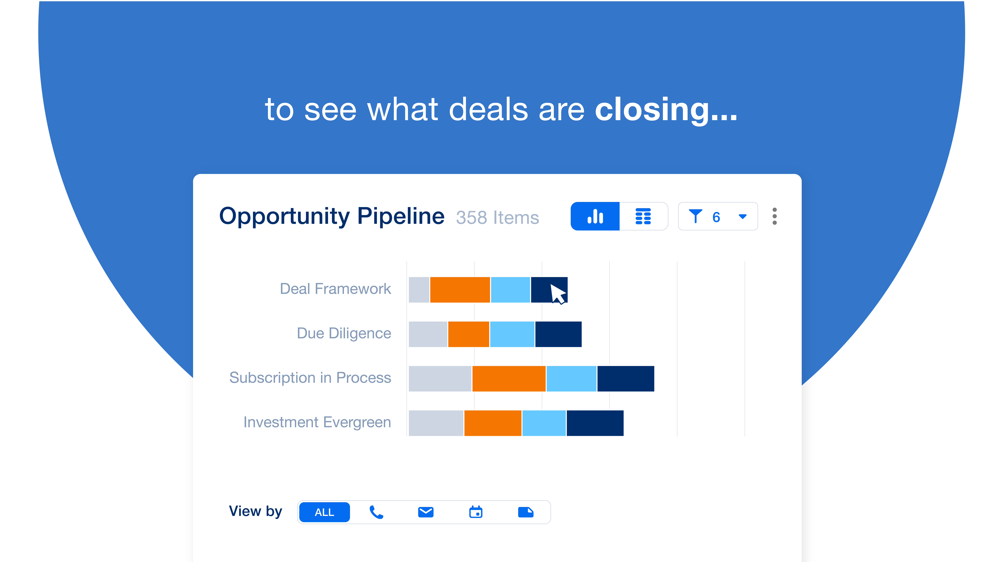 to see what deals are closing...
Opportunity Pipeline 358 Items
6
Deal Framework
Due Diligence
Subscription in Process
Investment Evergreen
View by ALL